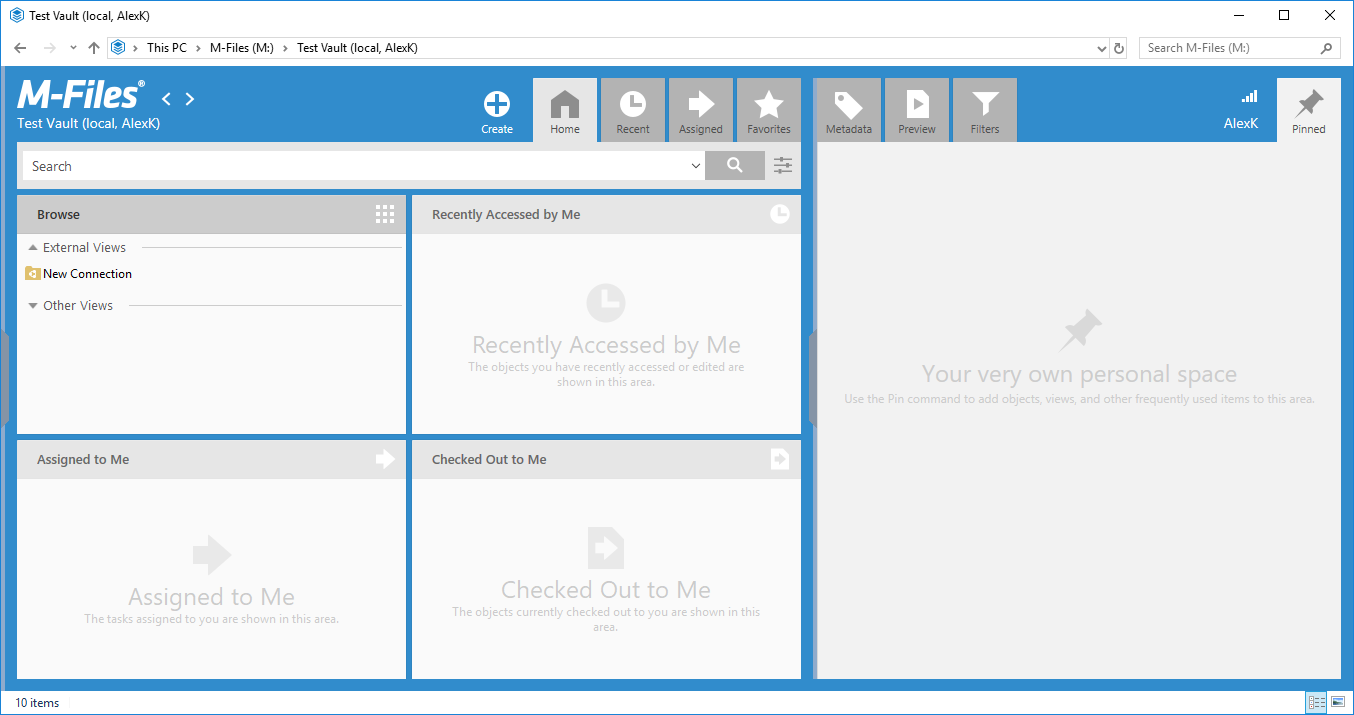 Test Vault (local, AlexK)
This PC > M-Files (M:) > Test Vault (local, AlexK)
Search M-Files (M:)
M-Files®
Test Vault (local, AlexK)
Create
Home
Recent
Assigned
Favorites
Metadata
Preview
Filters
AlexK
Pinned
Search
Browse
External Views
New Connection
Other Views
Recently Accessed by Me
Recently Accessed by Me
The objects you have recently accessed or edited are
shown in this area.
Assigned to Me
Assigned to Me
The tasks assigned to you are shown in this area.
Checked Out to Me
Checked Out to Me
The objects currently checked out to you are shown in this
area.
Your very own personal space
Use the Pin command to add objects, views, and other frequently used items to this area.
10 items